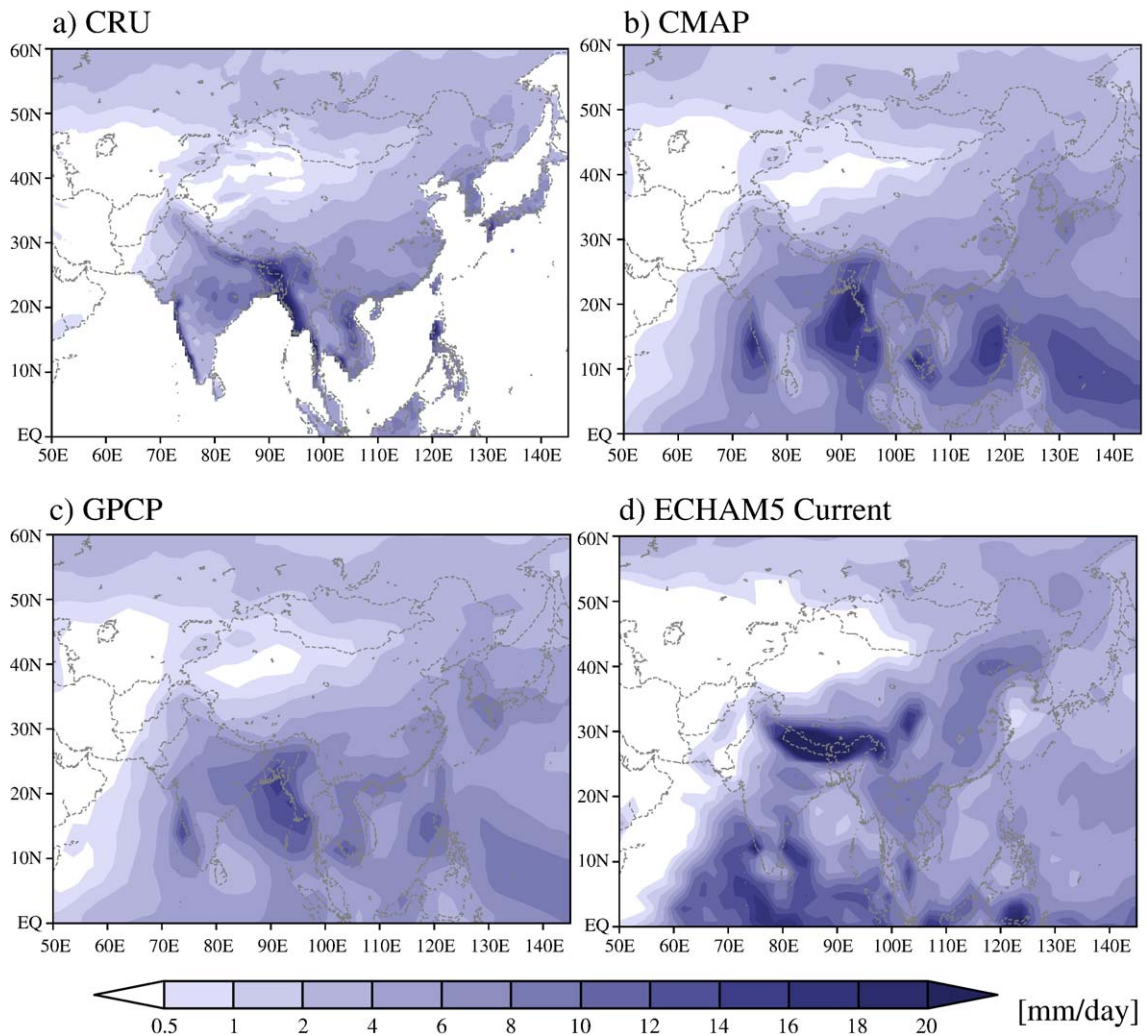 a) CRU
60N
50N
40N
30N
20N
10N
EQ
50E 60E 70E 80E 90E 100E 110E 120E 130E 140E
b) CMAP
60N
50N
40N
30N
20N
10N
EQ
50E 60E 70E 80E 90E 100E 110E 120E 130E 140E
c) GPCP
60N
50N
40N
30N
20N
10N
EQ
50E 60E 70E 80E 90E 100E 110E 120E 130E 140E
d) ECHAM5 Current
60N
50N
40N
30N
20N
10N
EQ
50E 60E 70E 80E 90E 100E 110E 120E 130E 140E
0.5 1 2 4 6 8 10 12 14 16 18 20 [mm/day]